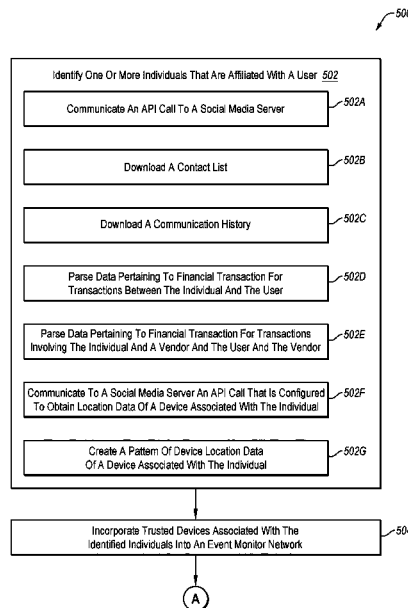 Identify One Or More Individuals That Are Affiliated With A User 502
Communicate An API Call To A Social Media Server
502A
Download A Contact List
502B
Download A Communication History
502C
Parse Data Pertaining To Financial Transaction For
Transactions Between The Individual And The User
502D
Parse Data Pertaining To Financial Transaction For Transactions
Involving The Individual And A Vendor And The User And The Vendor
502E
Communicate To A Social Media Server An API Call That Is Configured
To Obtain Location Data Of A Device Associated With The Individual
502F
Create A Pattern Of Device Location Data
Of A Device Associated With The Individual
502G
Incorporate Trusted Devices Associated With The
Identified Individuals Into An Event Monitor Network
A